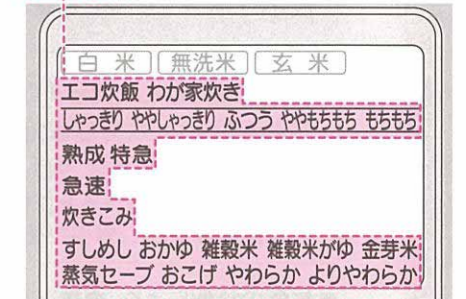 白米 無洗米 玄米
エコ炊飯 わが家炊き
しゃっきり ややしゃっきり ふつう ややもちもち もちもち
熟成 特急
急速
炊きこみ
すしめし おかゆ 雑穀米 雑穀米がゆ 金芽米
蒸気セーブ おこげ やわらか よりやわらか